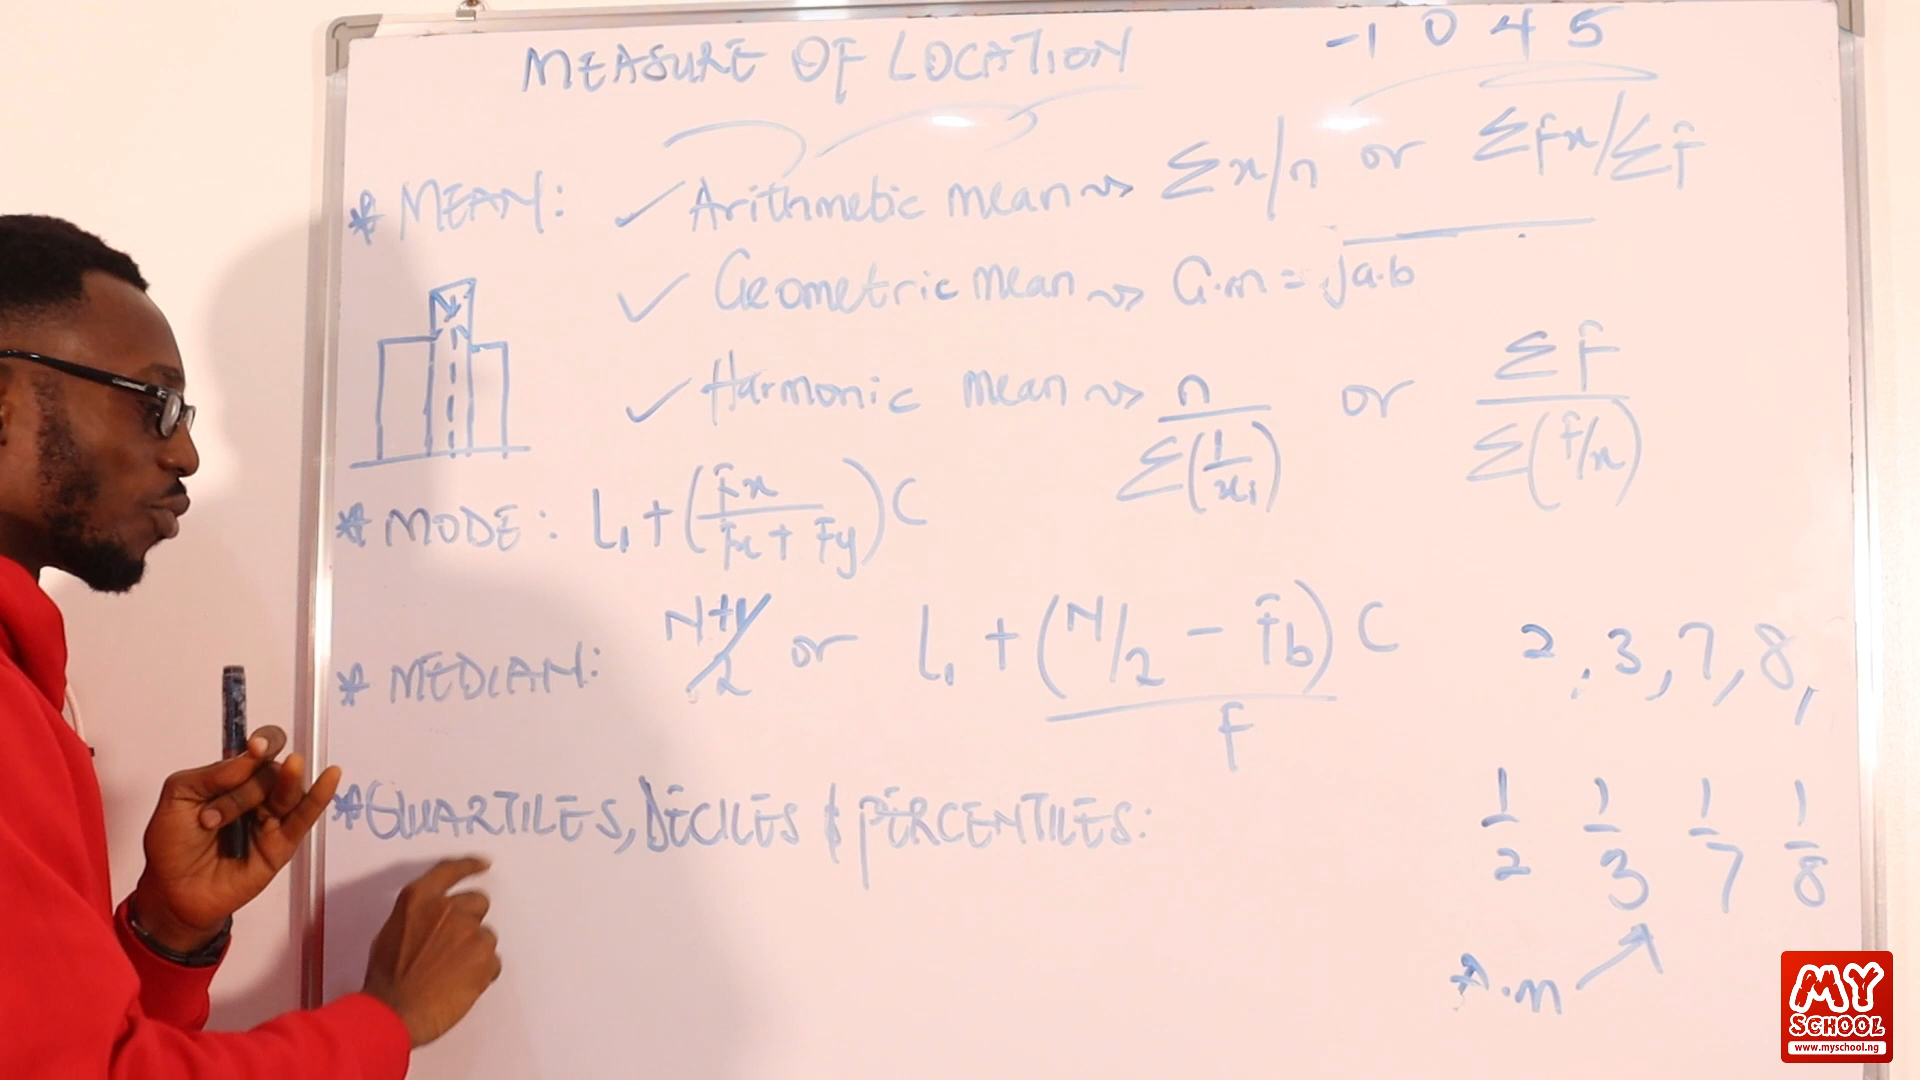 MEASURE OF LOCATION
-1 0 4 5
* MEAN: ✓ Arithmetic mean ~> Σx/n or Σfx/Σf
✓ Geometric mean ~> G.m = √a.b
✓ Harmonic mean ~> n/Σ(1/xi) or Σf/Σ(f/x)
* MODE: L1 + (Fx/Fx + Fy)C
* MEDIAN: N+1/2 or L1 + (N/2 - Fb)C/F
2, 3, 7, 8,
* QUARTILES, DECILES & PERCENTILES:
1/2 1/3 1/7 1/8
A.m
MY
SCHOOL
www.myschool.ng